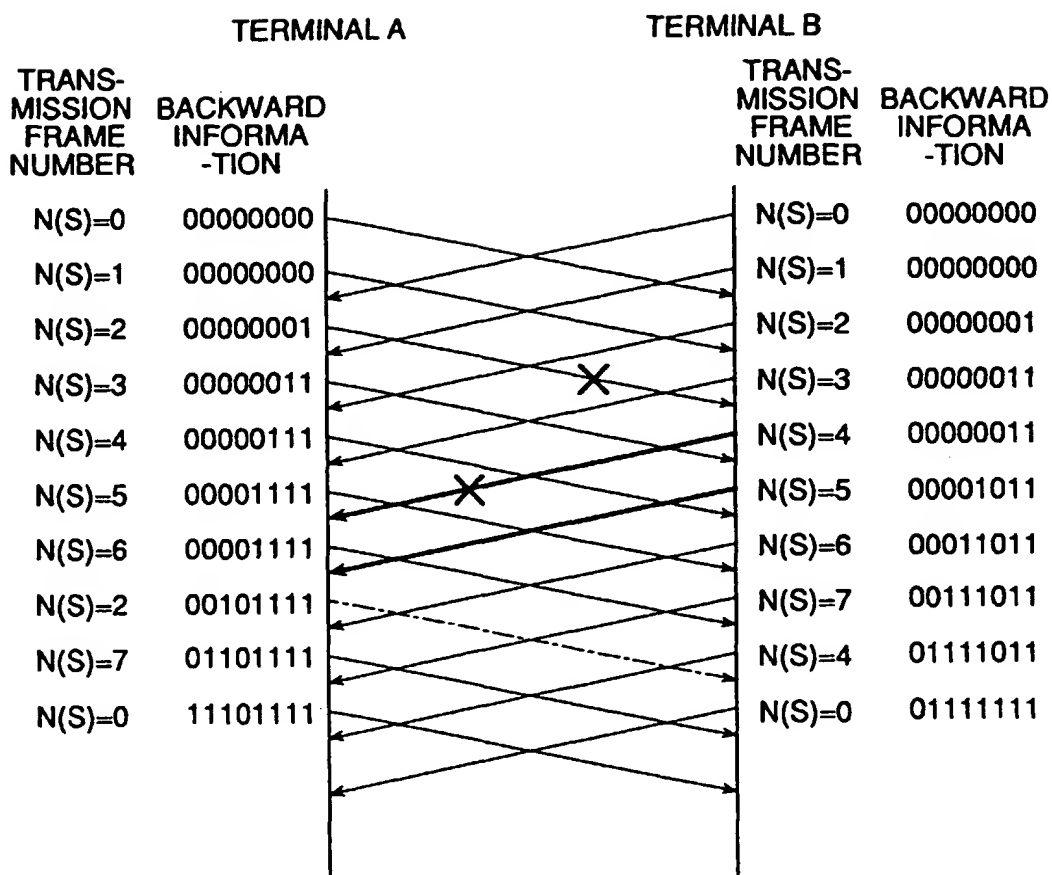 TERMINAL A TERMINAL B
TRANS-
MISSION
FRAME
NUMBER
BACKWARD
INFORMA
-TION
TRANS-
MISSION
FRAME
NUMBER
BACKWARD
INFORMA
-TION
N(S)=0 00000000 N(S)=0 00000000
N(S)=1 00000000 N(S)=1 00000000
N(S)=2 00000001 N(S)=2 00000001
N(S)=3 00000011 N(S)=3 00000011
N(S)=4 00000111 N(S)=4 00000011
N(S)=5 00001111 N(S)=5 00001011
N(S)=6 00001111 N(S)=6 00011011
N(S)=2 00101111 N(S)=7 00111011
N(S)=7 01101111 N(S)=4 01111011
N(S)=0 11101111 N(S)=0 01111111